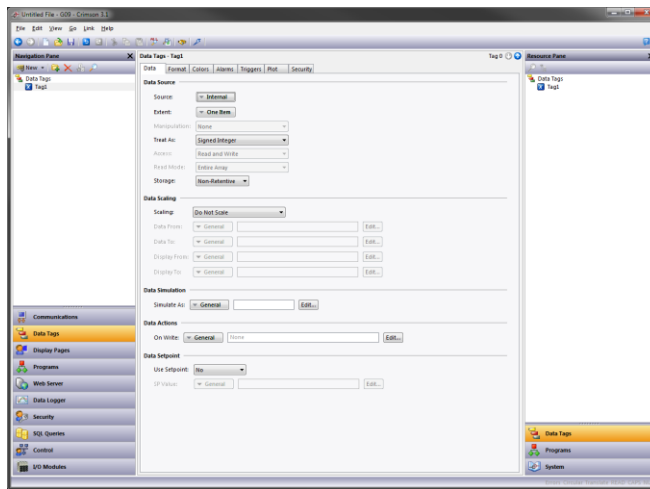 Untitled File - G09 - Crimson 3.1
File Edit View Go Link Help
Navigation Pane X
Data Tags - Tag1
Tag 0
Resource Pane
New
Data Tags
Tag1
Data Format Colors Alarms Triggers Plot Security
Data Tags
Tag1
Data Source
Source: Internal
Extent: One Item
Manipulation: None
Treat As: Signed Integer
Access: Read and Write
Read Mode: Entire Array
Storage: Non-Retentive
Data Scaling
Scaling: Do Not Scale
Data From: General Edit...
Data To: General Edit...
Display From: General Edit...
Display To: General Edit...
Data Simulation
Simulate As: General Edit...
Data Actions
On Write: General None Edit...
Data Setpoint
Use Setpoint: No
SP Value: General Edit...
Communications
Data Tags
Display Pages
Programs
Web Server
Data Logger
Security
SQL Queries
Control
I/O Modules
Data Tags
Programs
System